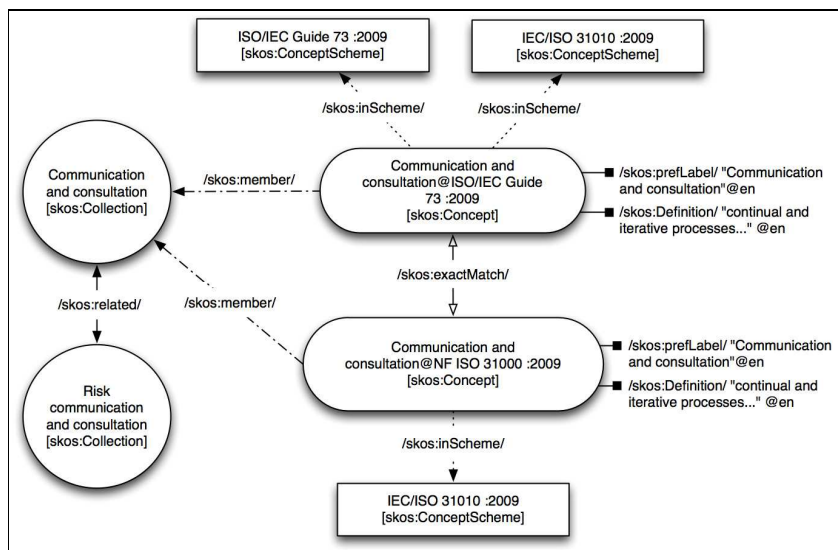 ISO/IEC Guide 73 :2009
[skos:ConceptScheme]
IEC/ISO 31010 :2009
[skos:ConceptScheme]
/skos:inScheme/
/skos:inScheme/
Communication
and consultation
[skos:Collection]
/skos:member/
Communication and
consultation@ISO/IEC Guide
73 :2009
[skos:Concept]
/skos:prefLabel/ "Communication
and consultation"@en
/skos:Definition/ "continual and
iterative processes..." @en
/skos:related/
/skos:member/
/skos:exactMatch/
Risk
communication
and consultation
[skos:Collection]
Communication and
consultation@NF ISO 31000 :2009
[skos:Concept]
/skos:prefLabel/ "Communication
and consultation"@en
/skos:Definition/ "continual and
iterative processes..." @en
/skos:inScheme/
IEC/ISO 31010 :2009
[skos:ConceptScheme]